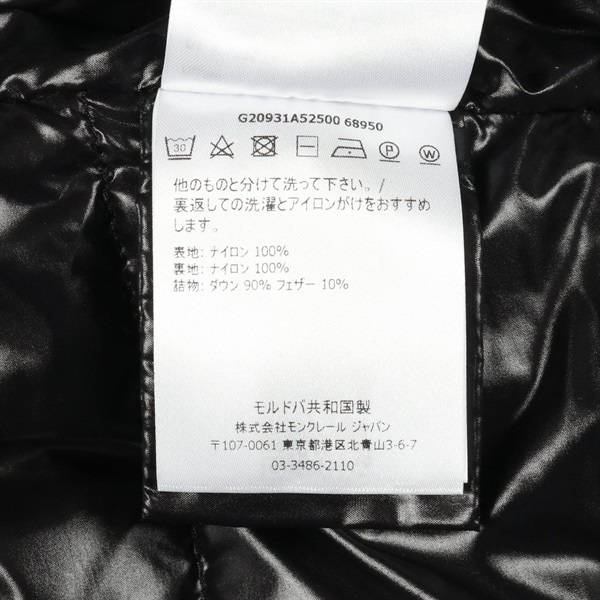 G20931A52500 68950
30
P
W
他のものと分けて洗って下さい。/
裏返しての洗濯とアイロンがけをおすすめ
します。
表地: ナイロン 100%
裏地: ナイロン 100%
詰物: ダウン 90% フェザー 10%
モルドバ共和国製
株式会社モンクレール ジャパン
〒107-0061 東京都港区北青山3-6-7
03-3486-2110